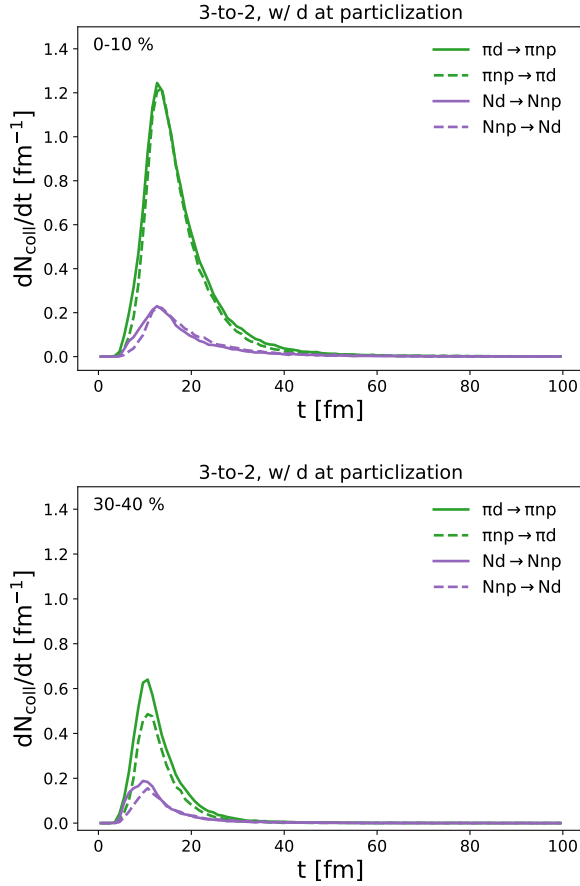 3-to-2, w/ d at particlization
0-10 %
πd → πnp
πnp → πd
Nd → Nnp
Nnp → Nd
dN_coll/dt [fm⁻¹]
1.4
1.2
1.0
0.8
0.6
0.4
0.2
0.0
0 20 40 60 80 100
t [fm]
3-to-2, w/ d at particlization
30-40 %
πd → πnp
πnp → πd
Nd → Nnp
Nnp → Nd
dN_coll/dt [fm⁻¹]
1.4
1.2
1.0
0.8
0.6
0.4
0.2
0.0
0 20 40 60 80 100
t [fm]